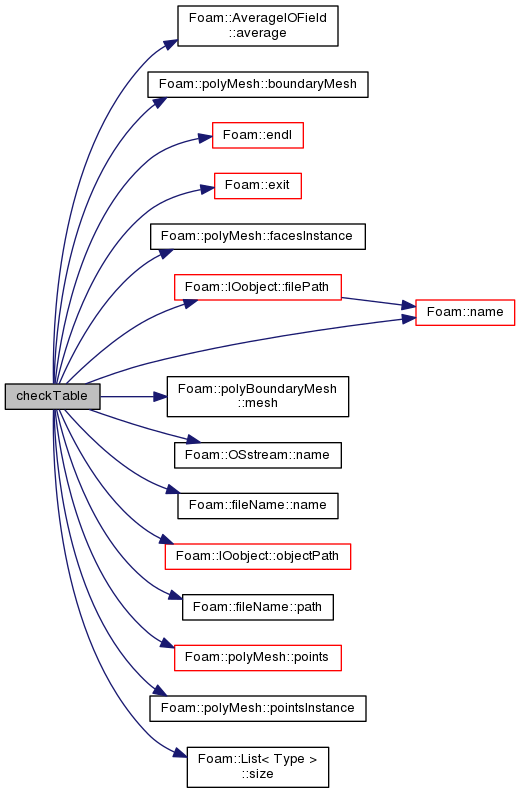 Foam::AverageIOField
::average
Foam::polyMesh::boundaryMesh
Foam::endl
Foam::exit
Foam::polyMesh::facesInstance
Foam::IOobject::filePath
Foam::name
checkTable
Foam::polyBoundaryMesh
::mesh
Foam::OSstream::name
Foam::fileName::name
Foam::IOobject::objectPath
Foam::fileName::path
Foam::polyMesh::points
Foam::polyMesh::pointsInstance
Foam::List< Type >
::size